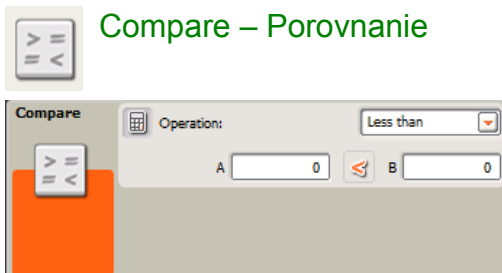 Compare – Porovnanie
> =
= <
Compare
Operation:
Less than
> =
= <
A 0 < B 0